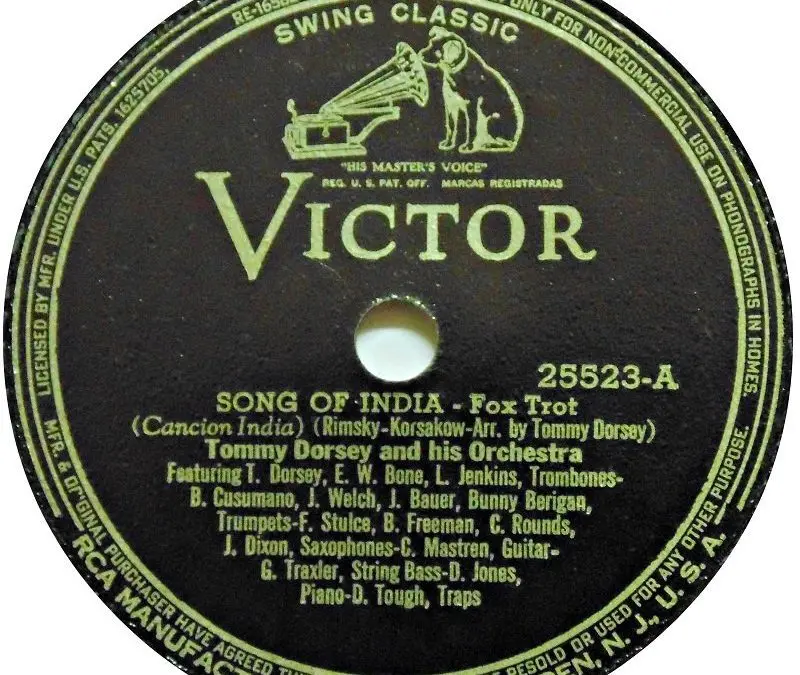 SWING CLASSIC
"HIS MASTER'S VOICE"
REG. U. S. PAT. OFF. MARCAS REGISTRADAS
VICTOR
25523-A
SONG OF INDIA - Fox Trot
(Cancion India) (Rimsky-Korsakow-Arr. by Tommy Dorsey)
Tommy Dorsey and his Orchestra
Featuring T. Dorsey, E. W. Bone, L. Jenkins, Trombones-
B. Cusumano, J. Welch, J. Bauer, Bunny Berigan,
Trumpets-F. Stulce, B. Freeman, C. Rounds,
J. Dixon, Saxophones-C. Mastren, Guitar-
G. Traxler, String Bass-D. Jones,
Piano-D. Tough, Traps
LICENSED BY MFR. UNDER U.S. PATS. 1625705,
ONLY FOR NON-COMMERCIAL USE ON PHONOGRAPHS IN HOMES.
MFR. & ORIGINAL PURCHASER HAVE AGREED
RESOLD OR USED FOR ANY OTHER PURPOSE.
RCA
N. J., U. S. A.